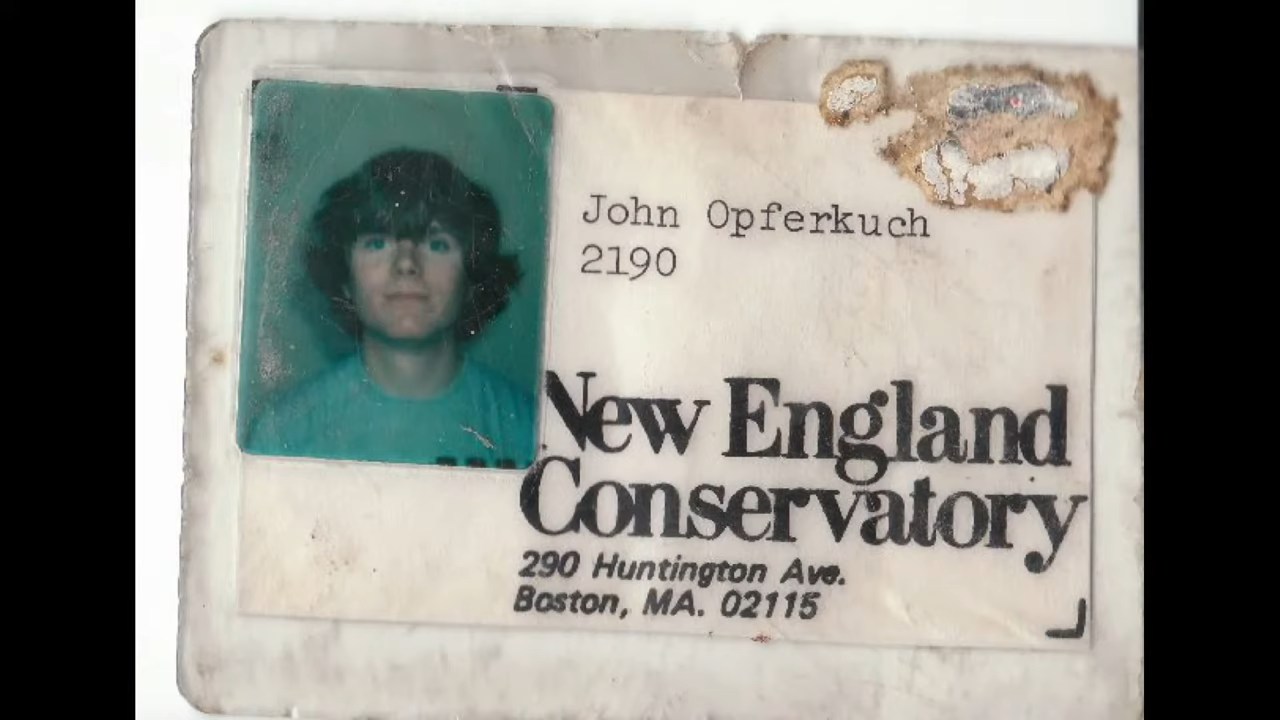 John Opferkuch
2190
New England
Conservatory
290 Huntington Ave.
Boston, MA. 02115